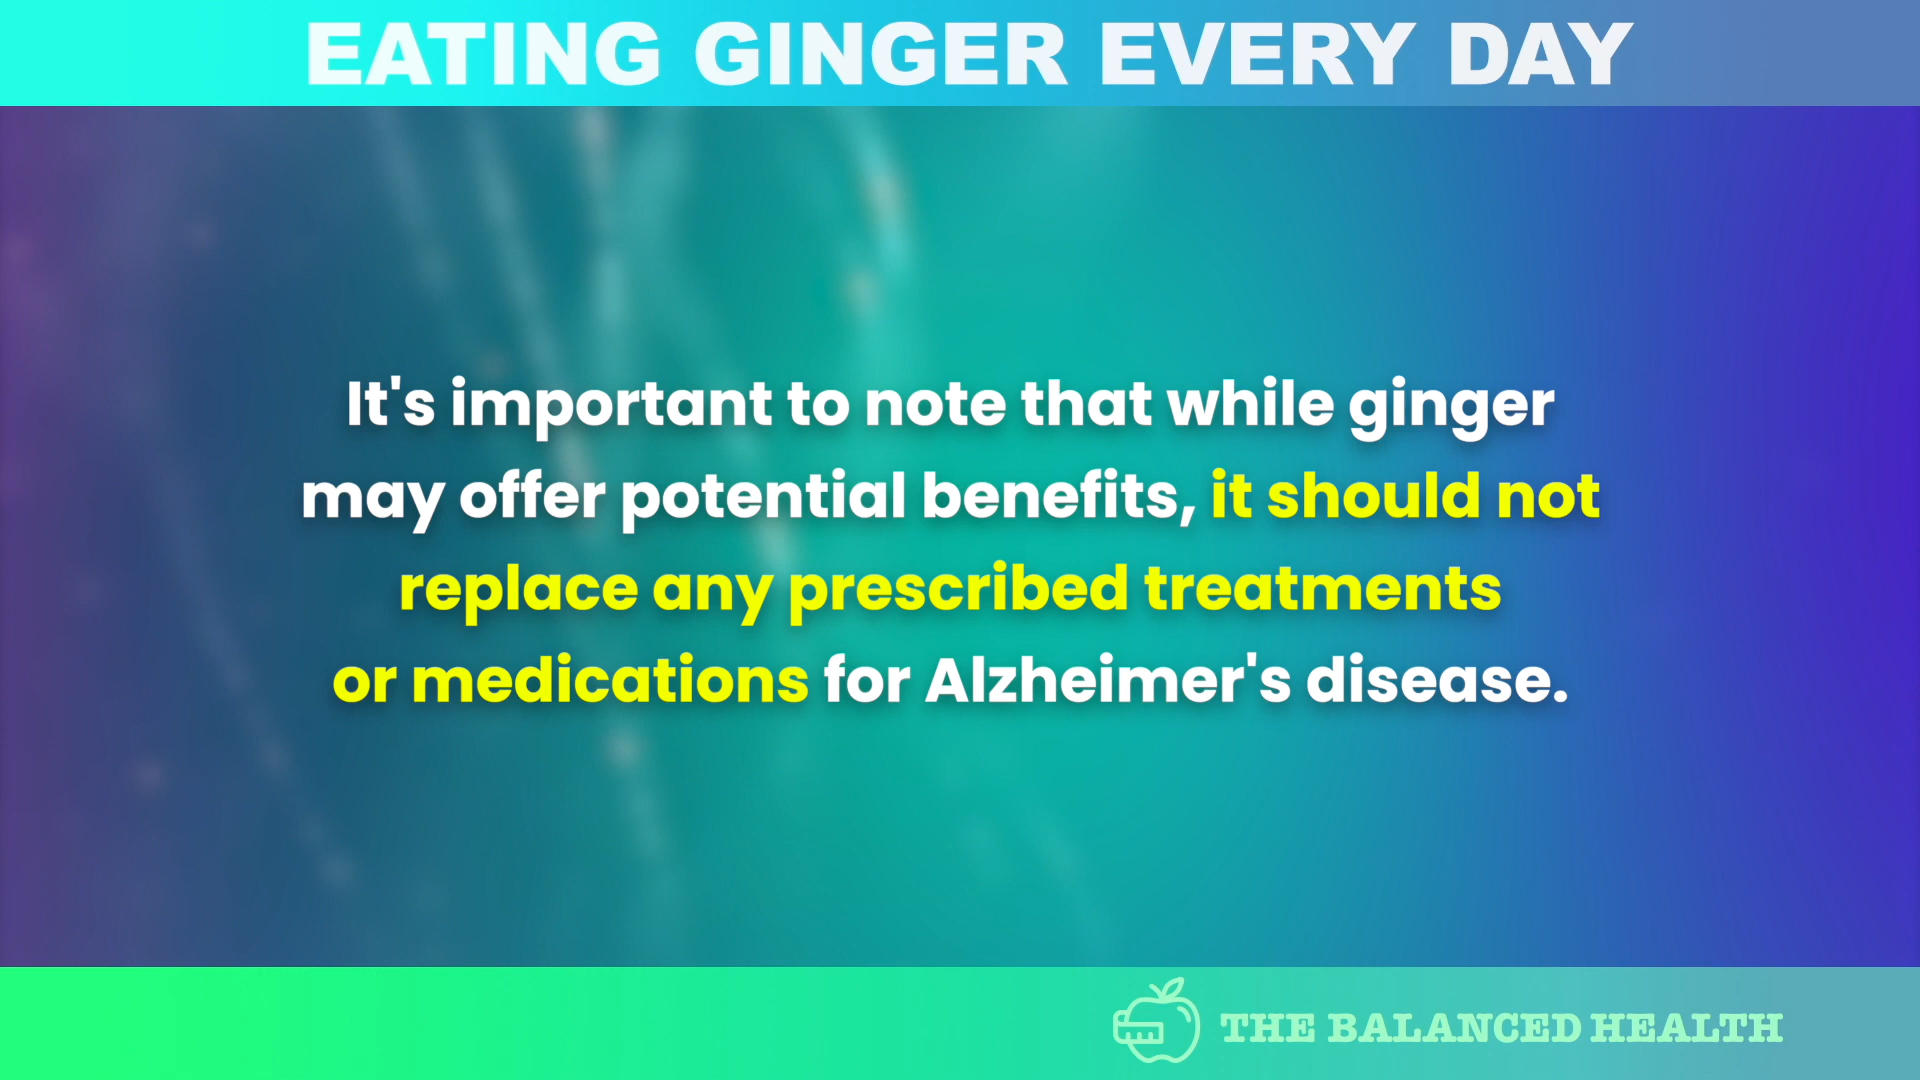 EATING GINGER EVERY DAY
It's important to note that while ginger
may offer potential benefits, it should not
replace any prescribed treatments
or medications for Alzheimer's disease.
THE BALANCED HEALTH